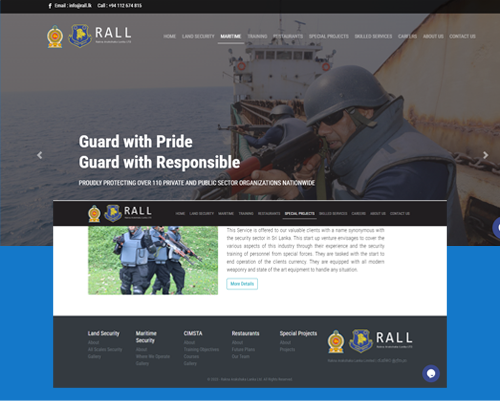 Email : info@rall.lk Call : +94 112 674 815
RALL
HOME LAND SECURITY MARITIME TRAINING RESTAURANTS SPECIAL PROJECTS SKILLED SERVICES CAREERS ABOUT US CONTACT US
Guard with Pride
Guard with Responsible
PROUDLY PROTECTING OVER 110 PRIVATE AND PUBLIC SECTOR ORGANIZATIONS NATIONWIDE
RALL
HOME LAND SECURITY MARITIME TRAINING RESTAURANTS SPECIAL PROJECTS SKILLED SERVICES CAREERS ABOUT US CONTACT US
This Service is offered to our valuable clients with a name synonymous with
the security sector in Sri Lanka. This start up venture envisages to cover the
various aspects of this industry through their experience and the security
training of personnel from special forces. They are tasked with the start to
end operation of the clients currency. They are equipped with all modern
weaponry and state of the art equipment to handle any situation.
More Details
Land Security
About
All Guides Security
Gallery
Maritime
Security
About
Where We Operate
Gallery
CIMSTA
About
Training Objectives
Courses
Gallery
Restaurants
About
Future Plans
Our Team
Special Projects
About
Projects
RALL